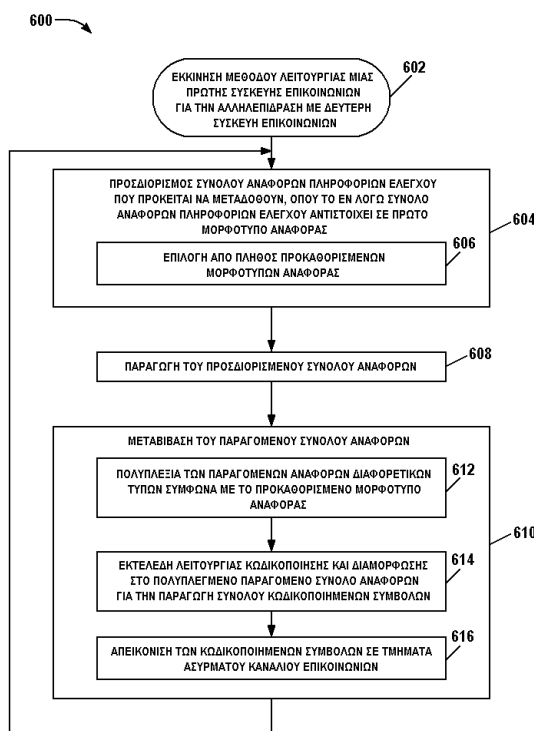 600
602
ΕΚΚΙΝΗΣΗ ΜΕΘΟΔΟΥ ΛΕΙΤΟΥΡΓΙΑΣ ΜΙΑΣ
ΠΡΩΤΗΣ ΣΥΣΚΕΥΗΣ ΕΠΙΚΟΙΝΩΝΙΩΝ
ΓΙΑ ΤΗΝ ΑΛΛΗΛΕΠΙΔΡΑΣΗ ΜΕ ΔΕΥΤΕΡΗ
ΣΥΣΚΕΥΗ ΕΠΙΚΟΙΝΩΝΙΩΝ
ΠΡΟΣΔΙΟΡΙΣΜΟΣ ΣΥΝΟΛΟΥ ΑΝΑΦΟΡΩΝ ΠΛΗΡΟΦΟΡΙΩΝ ΕΛΕΓΧΟΥ
ΠΟΥ ΠΡΟΚΕΙΤΑΙ ΝΑ ΜΕΤΑΔΟΘΟΥΝ, ΟΠΟΥ ΤΟ ΕΝ ΛΟΓΩ ΣΥΝΟΛΟ
ΑΝΑΦΟΡΩΝ ΠΛΗΡΟΦΟΡΙΩΝ ΕΛΕΓΧΟΥ ΑΝΤΙΣΤΟΙΧΕΙ ΣΕ ΠΡΩΤΟ
ΜΟΡΦΟΤΥΠΟ ΑΝΑΦΟΡΑΣ
604
606
ΕΠΙΛΟΓΗ ΑΠΟ ΠΛΗΘΟΣ ΠΡΟΚΑΘΟΡΙΣΜΕΝΩΝ
ΜΟΡΦΟΤΥΠΩΝ ΑΝΑΦΟΡΑΣ
608
ΠΑΡΑΓΩΓΗ ΤΟΥ ΠΡΟΣΔΙΟΡΙΣΜΕΝΟΥ ΣΥΝΟΛΟΥ ΑΝΑΦΟΡΩΝ
ΜΕΤΑΒΙΒΑΣΗ ΤΟΥ ΠΑΡΑΓΟΜΕΝΟΥ ΣΥΝΟΛΟΥ ΑΝΑΦΟΡΩΝ
612
ΠΟΛΥΠΛΕΞΙΑ ΤΩΝ ΠΑΡΑΓΟΜΕΝΩΝ ΑΝΑΦΟΡΩΝ ΔΙΑΦΟΡΕΤΙΚΩΝ
ΤΥΠΩΝ ΣΥΜΦΩΝΑ ΜΕ ΤΟ ΠΡΟΚΑΘΟΡΙΣΜΕΝΟ ΜΟΡΦΟΤΥΠΟ
ΑΝΑΦΟΡΑΣ
610
614
ΕΚΤΕΛΕΔΗ ΛΕΙΤΟΥΡΓΙΑΣ ΚΩΔΙΚΟΠΟΙΗΣΗΣ ΚΑΙ ΔΙΑΜΟΡΦΩΣΗΣ
ΣΤΟ ΠΟΛΥΠΛΕΓΜΕΝΟ ΠΑΡΑΓΟΜΕΝΟ ΣΥΝΟΛΟ ΑΝΑΦΟΡΩΝ
ΓΙΑ ΤΗΝ ΠΑΡΑΓΩΓΗ ΣΥΝΟΛΟΥ ΚΩΔΙΚΟΠΟΙΗΜΕΝΩΝ ΣΥΜΒΟΛΩΝ
616
ΑΠΕΙΚΟΝΙΣΗ ΤΩΝ ΚΩΔΙΚΟΠΟΙΗΜΕΝΩΝ ΣΥΜΒΟΛΩΝ ΣΕ ΤΜΗΜΑΤΑ
ΑΣΥΡΜΑΤΟΥ ΚΑΝΑΛΙΟΥ ΕΠΙΚΟΙΝΩΝΙΩΝ